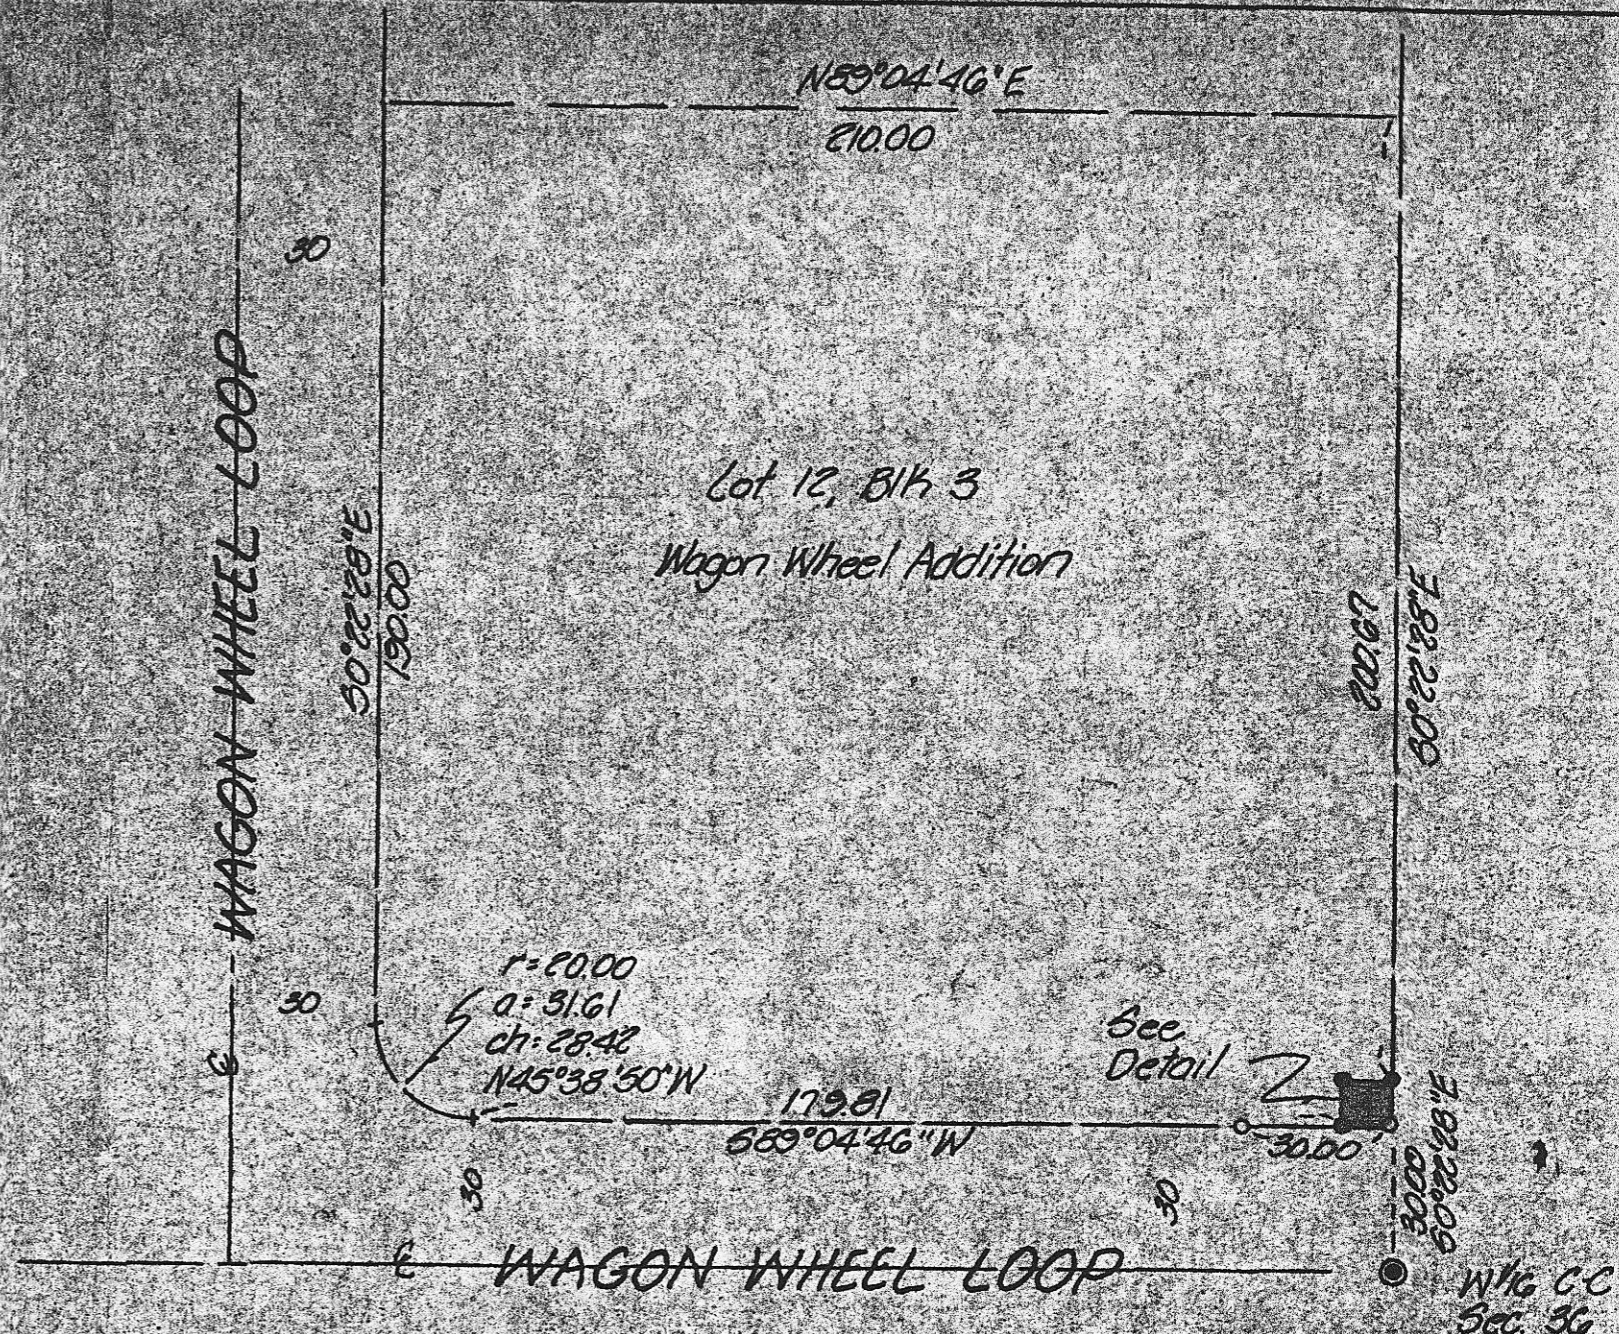 N89°04'46"E
210.00
30
WAGON WHEEL LOOP
S0°22'28"E
190.00
Lot 12, Blk 3
Wagon Wheel Addition
200.67
S0°22'28"E
r=20.00
a=31.61
ch=28.42
N45°38'50"W
30
See
Detail
179.81
S89°04'46"W
30.00
30.00
S0°22'28"E
30
30
WAGON WHEEL LOOP
W1/16 C-C
Sec. 36